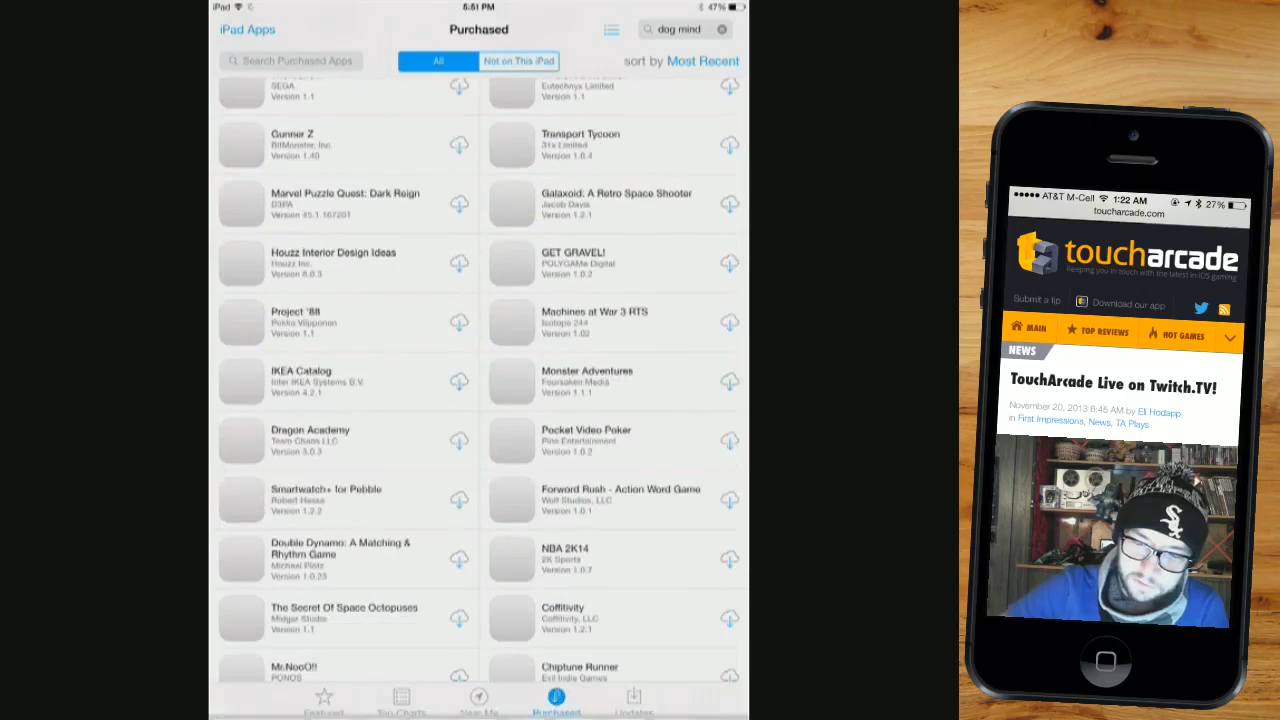 iPad
5:51 PM
47%
iPad Apps
Purchased
dog mind
Search Purchased Apps
All
Not on This iPad
sort by Most Recent
SEGA
Version 1.1
Eutechnyx Limited
Version 1.1
Gunner Z
BitMonster, Inc.
Version 1.40
Transport Tycoon
31x Limited
Version 1.0.4
Marvel Puzzle Quest: Dark Reign
D3PA
Version 45.1.167201
Galaxoid: A Retro Space Shooter
Jacob Davis
Version 1.2.1
Houzz Interior Design Ideas
Houzz Inc.
Version 8.0.3
GET GRAVEL!
POLYGAMe Digital
Version 1.0.2
Project '88
Pukka Viipponen
Version 1.1
Machines at War 3 RTS
Isotope 244
Version 1.02
IKEA Catalog
Inter IKEA Systems B.V.
Version 4.2.1
Monster Adventures
Foursaken Media
Version 1.1.1
Dragon Academy
Team Chaos LLC
Version 3.0.3
Pocket Video Poker
Pine Entertainment
Version 1.0.2
Smartwatch+ for Pebble
Robert Hesse
Version 1.2.2
Forword Rush - Action Word Game
Wulf Studios, LLC
Version 1.0.1
Double Dynamo: A Matching &
Rhythm Game
Michael Plotz
Version 1.0.23
NBA 2K14
2K Sports
Version 1.0.7
The Secret Of Space Octopuses
Midgar Studio
Version 1.1
Coffitivity
Coffitivity, LLC
Version 1.2.1
Mr.NooO!!
PONOS
Chiptune Runner
Evil Indie Games
Featured
Top Charts
Near Me
Purchased
Updates
AT&T M-Cell
1:22 AM
27%
toucharcade.com
toucharcade
Keeping you in touch with the latest in iOS gaming
Submit a tip
Download our app
MAIN
TOP REVIEWS
HOT GAMES
NEWS
TouchArcade Live on Twitch.TV!
November 20, 2013 6:45 AM by Eli Hodapp
in First Impressions, News, TA Plays